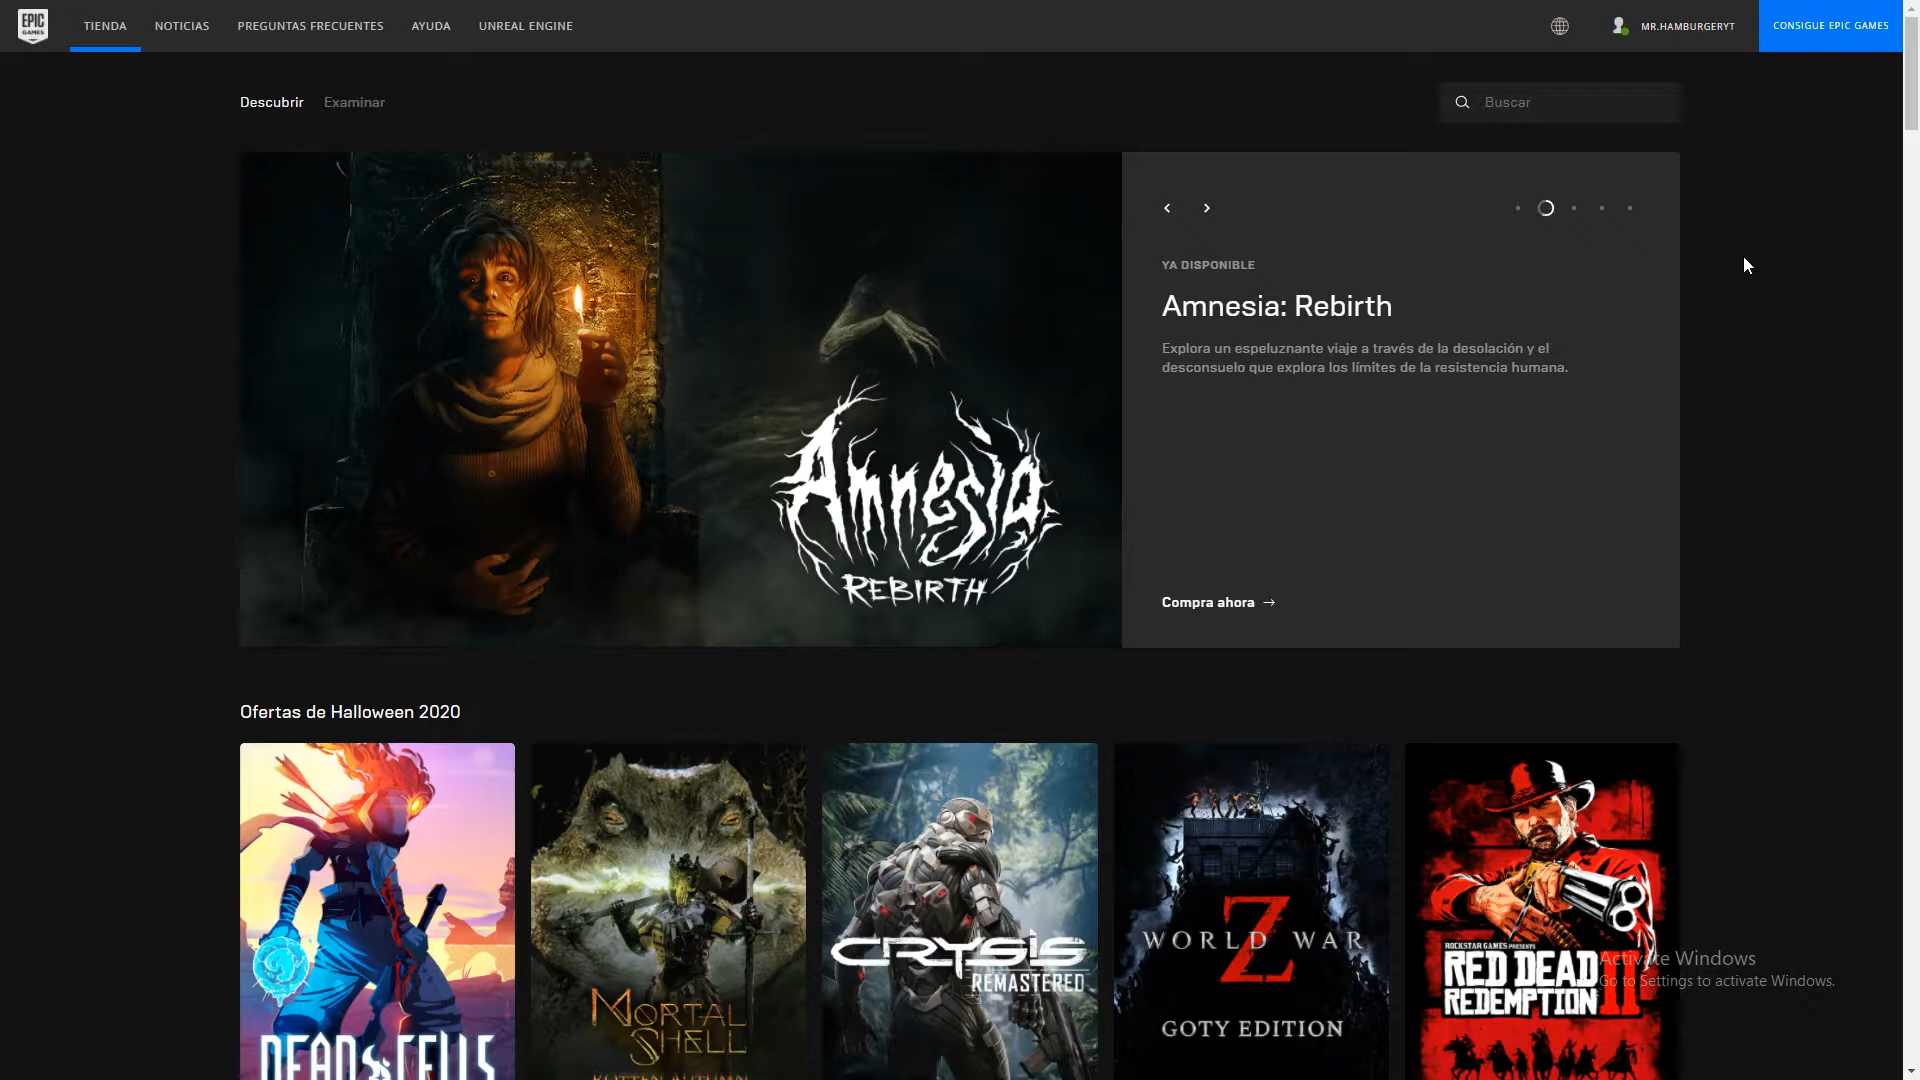 EPIC
GAMES
TIENDA
NOTICIAS
PREGUNTAS FRECUENTES
AYUDA
UNREAL ENGINE
MR.HAMBURGERYT
CONSIGUE EPIC GAMES
Descubrir
Examinar
Buscar
Amnesia
REBIRTH
YA DISPONIBLE
Amnesia: Rebirth
Explora un espeluznante viaje a través de la desolación y el
desconsuelo que explora los límites de la resistencia humana.
Compra ahora
Ofertas de Halloween 2020
DEAD CELLS
MORTAL
SHELL
ROTTEN AUTUMN
CRYSIS
REMASTERED
WORLD WAR
Z
GOTY EDITION
ROCKSTAR GAMES PRESENTS
RED DEAD
REDEMPTION II
Activate Windows
Go to Settings to activate Windows.